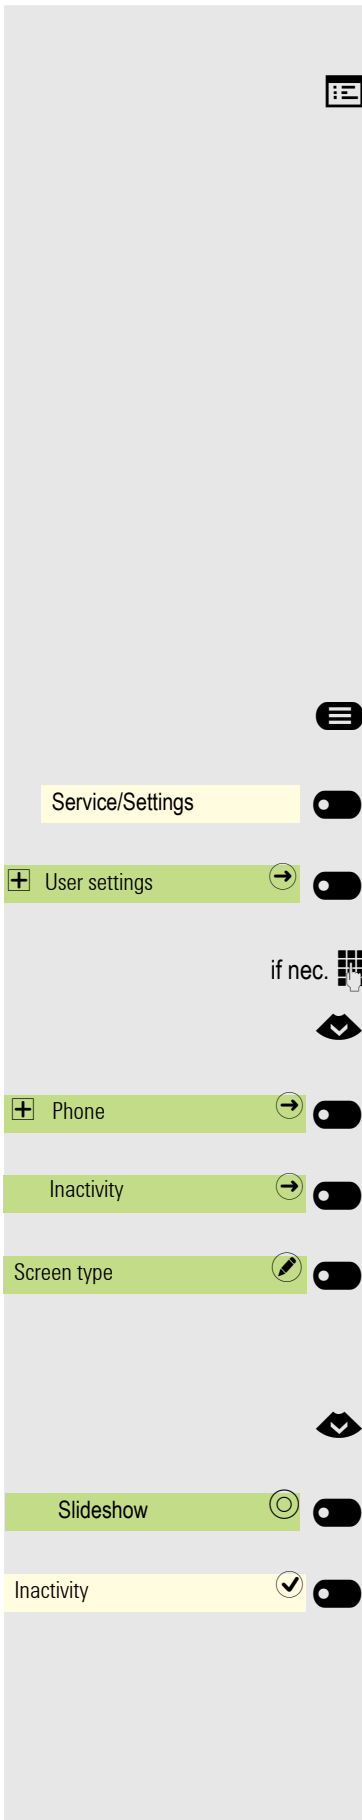 Service/Settings
User settings
if nec.
Phone
Inactivity
Screen type
Slideshow
Inactivity